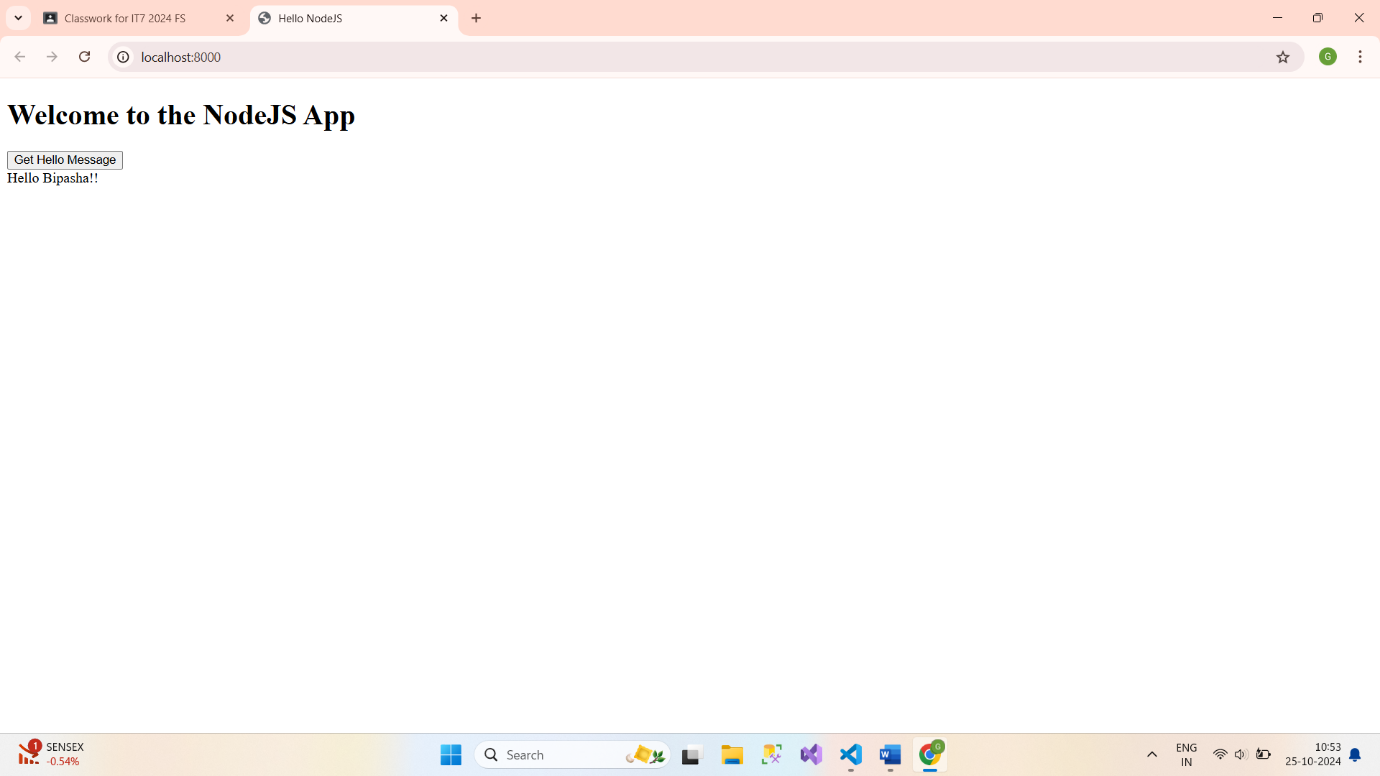 Classwork for IT7 2024 FS
Hello NodeJS
localhost:8000
G
Welcome to the NodeJS App
Get Hello Message
Hello Bipasha!!
1
SENSEX
-0.54%
Search
W
G
ENG
IN
10:53
25-10-2024